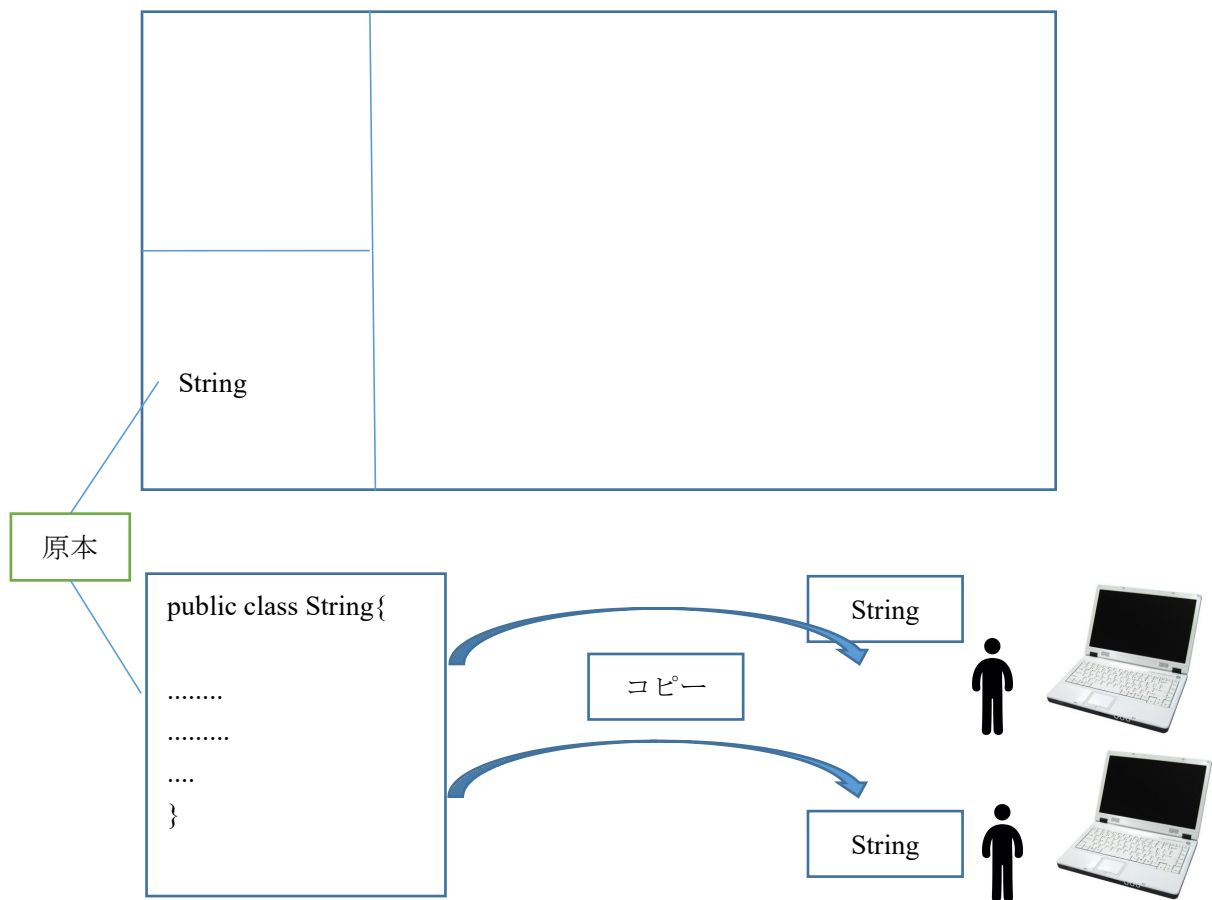 String
原本
public class String{
........
.........
....
}
コピー
String
String